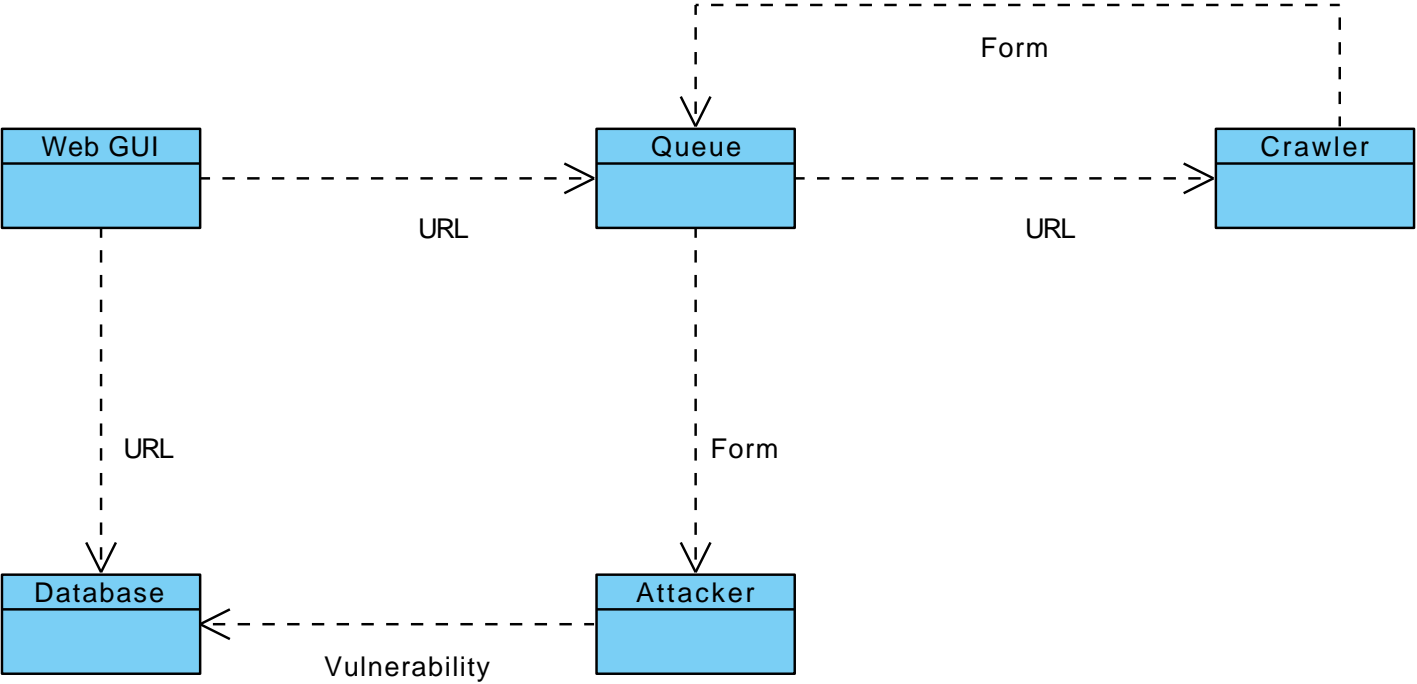 Form
Web GUI
Queue
Crawler
URL
URL
URL
Form
Database
Attacker
Vulnerability